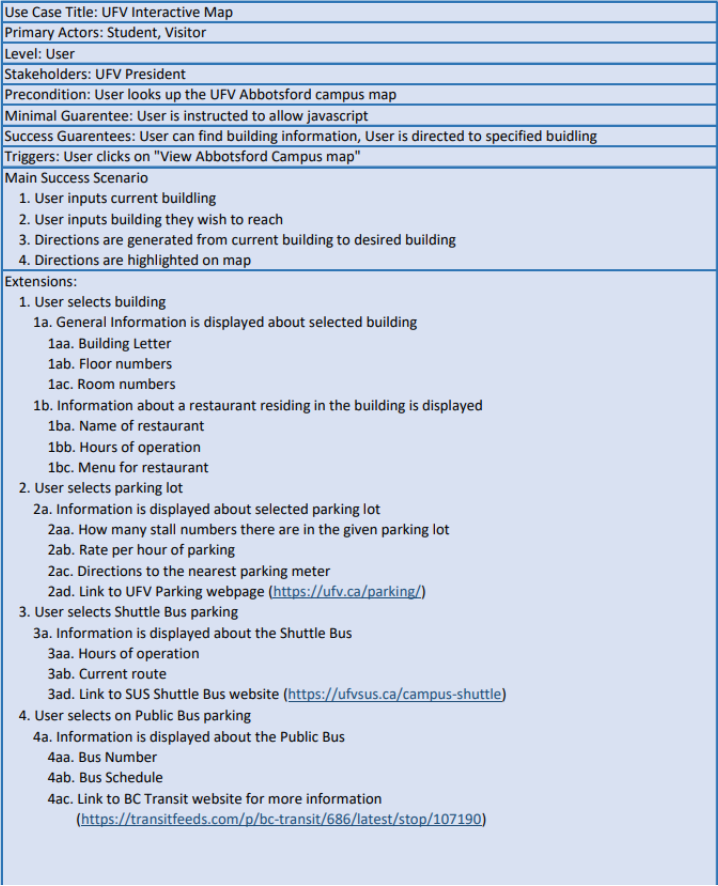 Use Case Title: UFV Interactive Map
Primary Actors: Student, Visitor
Level: User
Stakeholders: UFV President
Precondition: User looks up the UFV Abbotsford campus map
Minimal Guarentee: User is instructed to allow javascript
Success Guarentees: User can find building information, User is directed to specified buidling
Triggers: User clicks on "View Abbotsford Campus map"
Main Success Scenario
1. User inputs current buildling
2. User inputs building they wish to reach
3. Directions are generated from current building to desired building
4. Directions are highlighted on map
Extensions:
1. User selects building
1a. General Information is displayed about selected building
1aa. Building Letter
1ab. Floor numbers
1ac. Room numbers
1b. Information about a restaurant residing in the building is displayed
1ba. Name of restaurant
1bb. Hours of operation
1bc. Menu for restaurant
2. User selects parking lot
2a. Information is displayed about selected parking lot
2aa. How many stall numbers there are in the given parking lot
2ab. Rate per hour of parking
2ac. Directions to the nearest parking meter
2ad. Link to UFV Parking webpage (https://ufv.ca/parking/)
3. User selects Shuttle Bus parking
3a. Information is displayed about the Shuttle Bus
3aa. Hours of operation
3ab. Current route
3ad. Link to SUS Shuttle Bus website (https://ufvsus.ca/campus-shuttle)
4. User selects on Public Bus parking
4a. Information is displayed about the Public Bus
4aa. Bus Number
4ab. Bus Schedule
4ac. Link to BC Transit website for more information
(https://transitfeeds.com/p/bc-transit/686/latest/stop/107190)